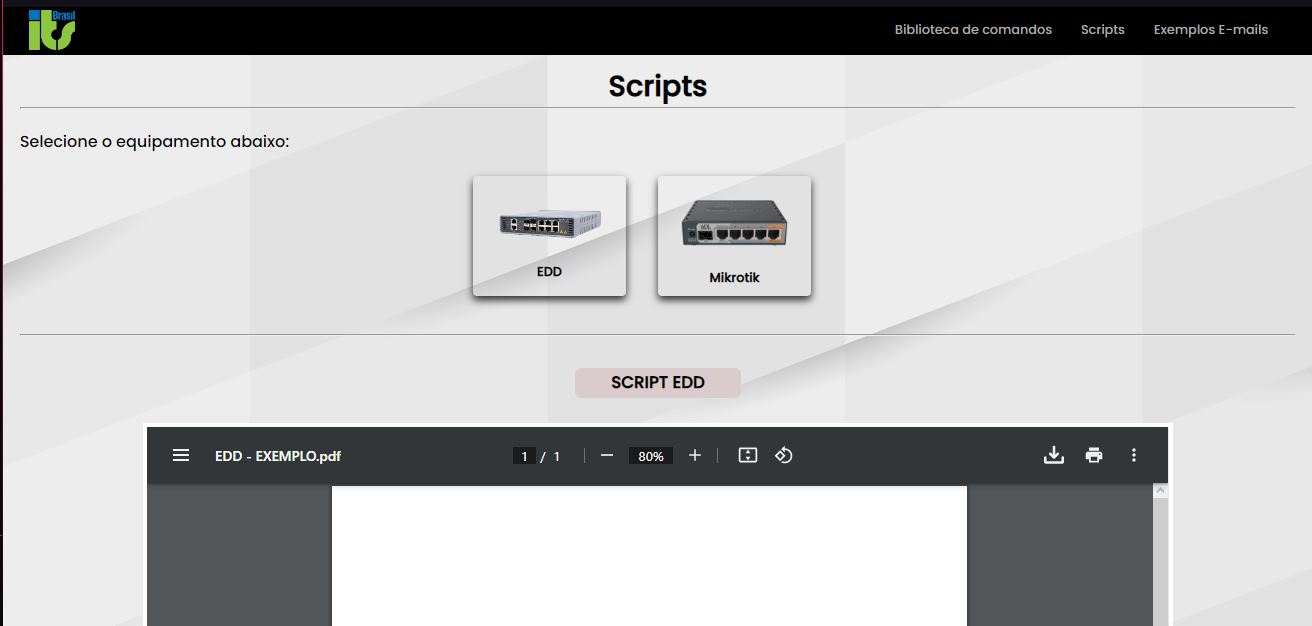 Brasil
its
Biblioteca de comandos
Scripts
Exemplos E-mails
Scripts
Selecione o equipamento abaixo:
EDD
Mikrotik
SCRIPT EDD
EDD - EXEMPLO.pdf
1 / 1
80%